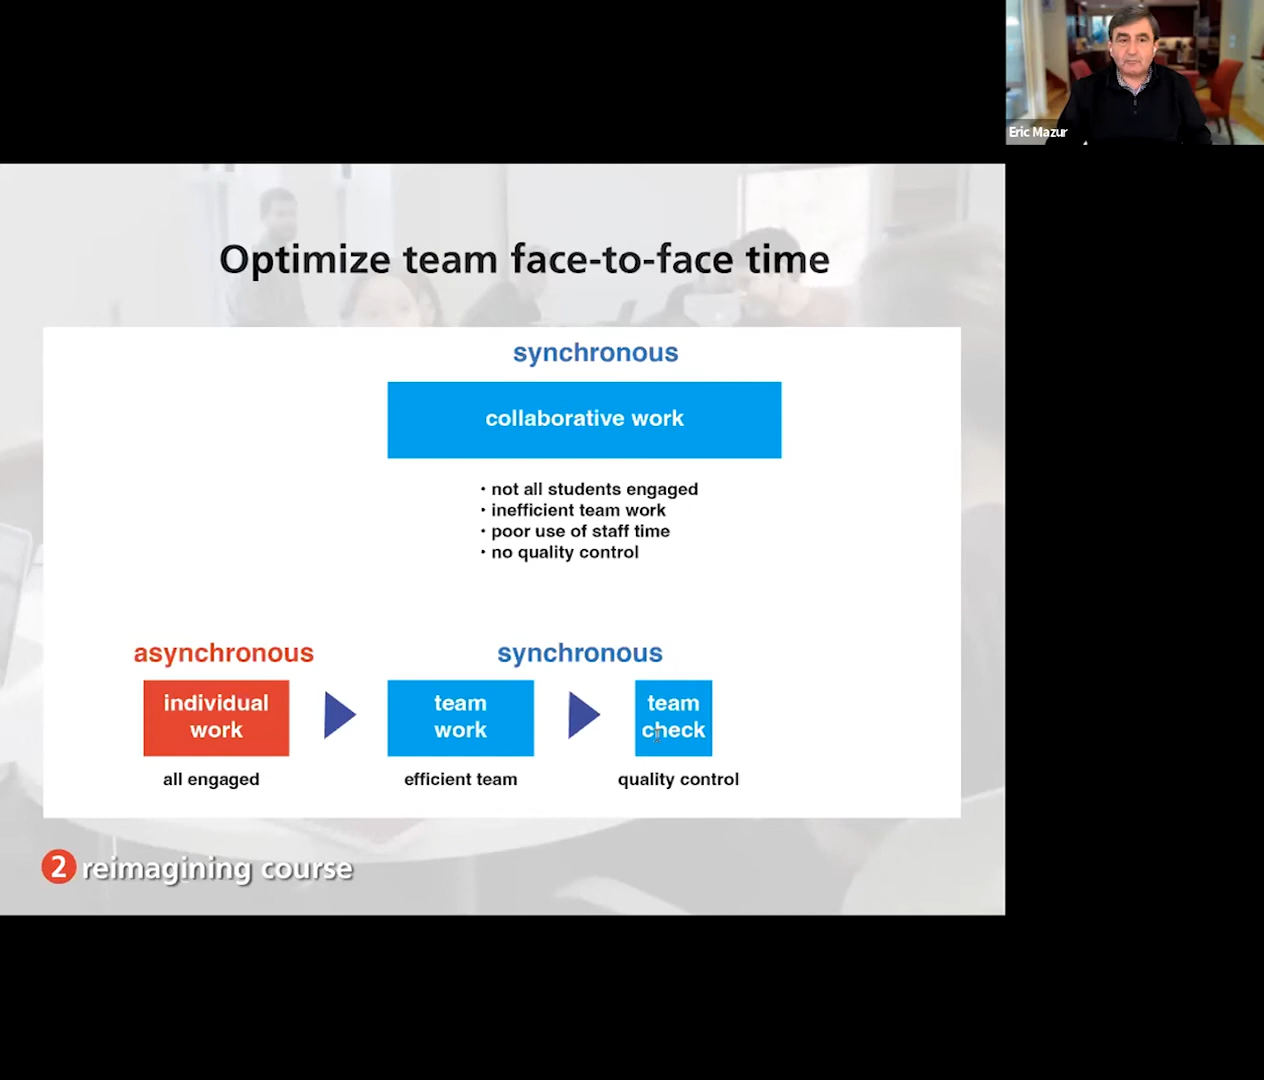 Eric Mazur
Optimize team face-to-face time
synchronous
collaborative work
• not all students engaged
• inefficient team work
• poor use of staff time
• no quality control
asynchronous
synchronous
individual
work
team
work
team
check
all engaged
efficient team
quality control
2 reimagining course